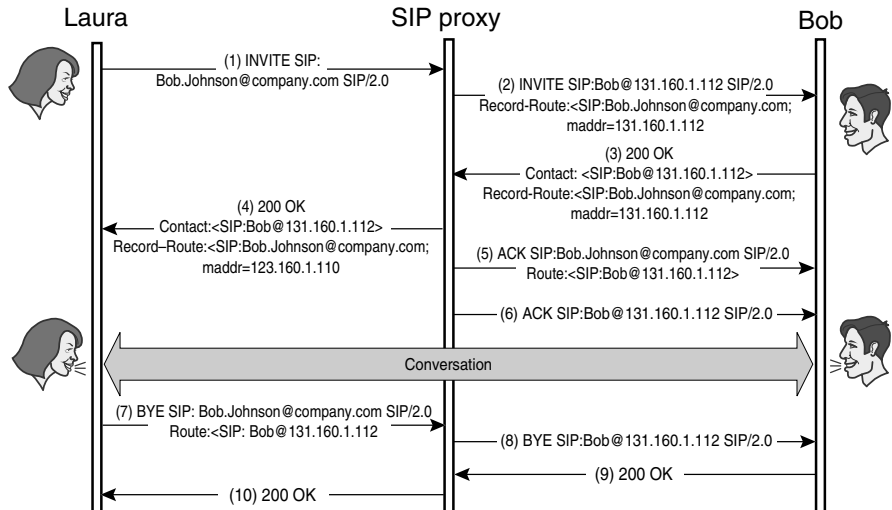 Laura
SIP proxy
Bob
(1) INVITE SIP:
Bob.Johnson@company.com SIP/2.0
(2) INVITE SIP:Bob@131.160.1.112 SIP/2.0
Record-Route:<SIP:Bob.Johnson@company.com;
maddr=131.160.1.112
(3) 200 OK
Contact: <SIP:Bob@131.160.1.112>
Record-Route:<SIP:Bob.Johnson@company.com;
maddr=131.160.1.112
(4) 200 OK
Contact:<SIP:Bob@131.160.1.112>
Record–Route:<SIP:Bob.Johnson@company.com;
maddr=123.160.1.110
(5) ACK SIP:Bob.Johnson@company.com SIP/2.0
Route:<SIP:Bob@131.160.1.112>
(6) ACK SIP:Bob@131.160.1.112 SIP/2.0
Conversation
(7) BYE SIP: Bob.Johnson@company.com SIP/2.0
Route:<SIP: Bob@131.160.1.112
(8) BYE SIP:Bob@131.160.1.112 SIP/2.0
(9) 200 OK
(10) 200 OK